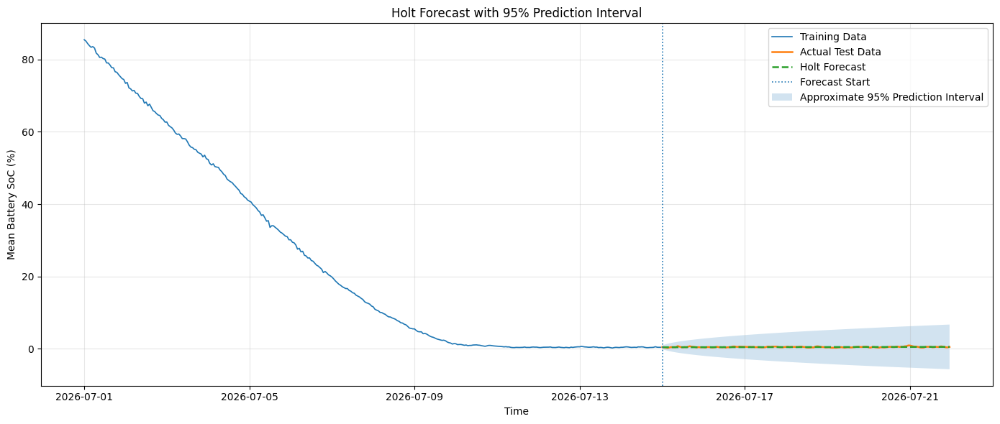 Holt Forecast with 95% Prediction Interval
Training Data
Actual Test Data
Holt Forecast
Forecast Start
Approximate 95% Prediction Interval
Mean Battery SoC (%)
80
60
40
20
0
2026-07-01
2026-07-05
2026-07-09
2026-07-13
2026-07-17
2026-07-21
Time